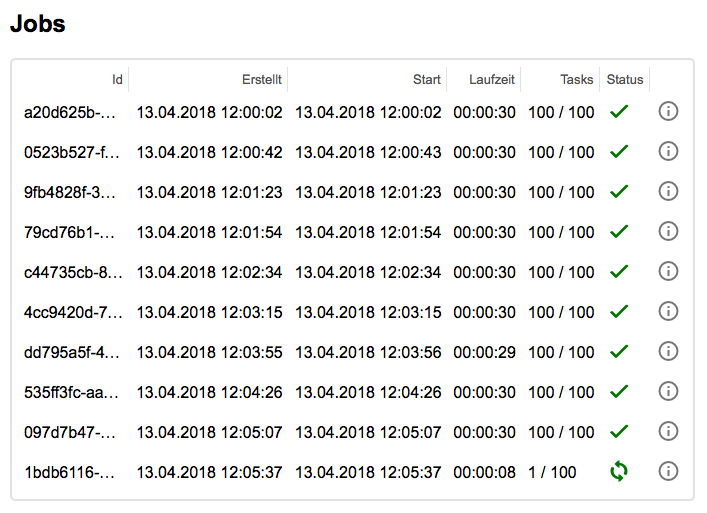 Jobs
Id Erstellt Start Laufzeit Tasks Status
a20d625b-... 13.04.2018 12:00:02 13.04.2018 12:00:02 00:00:30 100 / 100
0523b527-f... 13.04.2018 12:00:42 13.04.2018 12:00:43 00:00:30 100 / 100
9fb4828f-3... 13.04.2018 12:01:23 13.04.2018 12:01:23 00:00:30 100 / 100
79cd76b1-... 13.04.2018 12:01:54 13.04.2018 12:01:54 00:00:30 100 / 100
c44735cb-8... 13.04.2018 12:02:34 13.04.2018 12:02:34 00:00:30 100 / 100
4cc9420d-7... 13.04.2018 12:03:15 13.04.2018 12:03:15 00:00:30 100 / 100
dd795a5f-4... 13.04.2018 12:03:55 13.04.2018 12:03:56 00:00:29 100 / 100
535ff3fc-aa... 13.04.2018 12:04:26 13.04.2018 12:04:26 00:00:30 100 / 100
097d7b47-... 13.04.2018 12:05:07 13.04.2018 12:05:07 00:00:30 100 / 100
1bdb6116-... 13.04.2018 12:05:37 13.04.2018 12:05:37 00:00:08 1 / 100